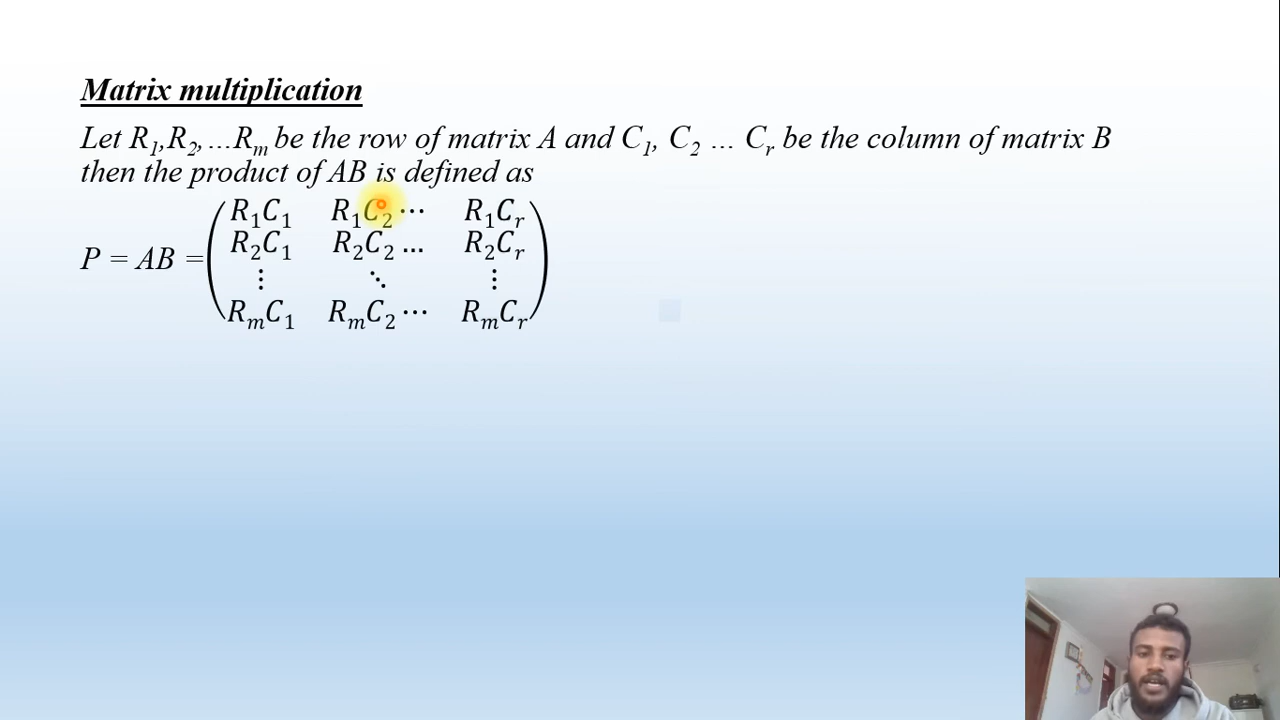 Matrix multiplication
Let R₁,R₂,...Rₘ be the row of matrix A and C₁, C₂ ... Cᵣ be the column of matrix B
then the product of AB is defined as
R₁C₁ R₁C₂ ⋯ R₁Cᵣ
R₂C₁ R₂C₂ ... R₂Cᵣ
P = AB =
⋮ ⋱ ⋮
RₘC₁ RₘC₂ ⋯ RₘCᵣ